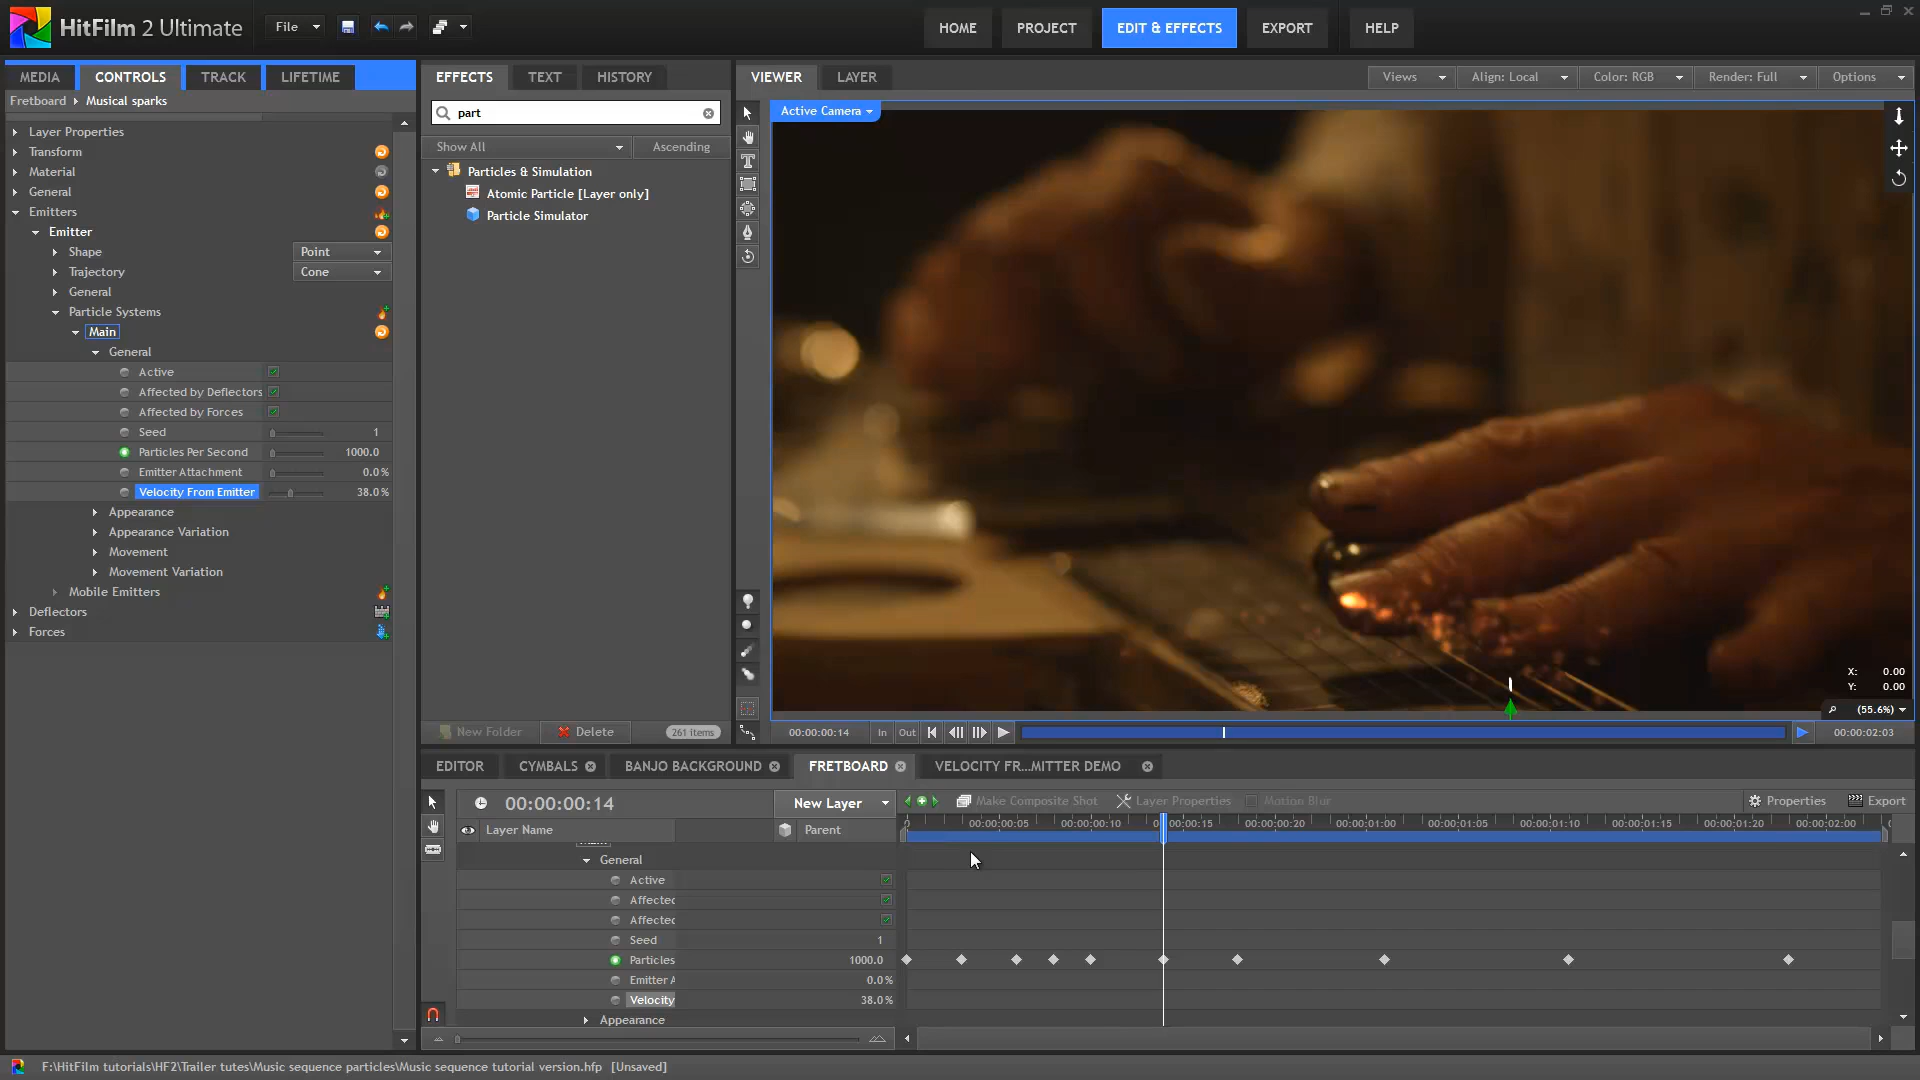 HitFilm 2 Ultimate
File
HOME
PROJECT
EDIT & EFFECTS
EXPORT
HELP
MEDIA
CONTROLS
TRACK
LIFETIME
Fretboard
Musical sparks
Layer Properties
Transform
Material
General
Emitters
Emitter
Shape
Point
Trajectory
Cone
General
Particle Systems
Main
General
Active
Affected by Deflectors
Affected by Forces
Seed
1
Particles Per Second
1000.0
Emitter Attachment
0.0%
Velocity From Emitter
38.0%
Appearance
Appearance Variation
Movement
Movement Variation
Mobile Emitters
Deflectors
Forces
EFFECTS
TEXT
HISTORY
part
Show All
Ascending
Particles & Simulation
Atomic Particle [Layer only]
Particle Simulator
New Folder
Delete
261 items
VIEWER
LAYER
Views
Align: Local
Color: RGB
Render: Full
Options
Active Camera
X: 0.00
Y: 0.00
(55.6%)
00:00:00:14
In
Out
00:00:02:03
EDITOR
CYMBALS
BANJO BACKGROUND
FRETBOARD
VELOCITY FR...MITTER DEMO
00:00:00:14
New Layer
Make Composite Shot
Layer Properties
Motion Blur
Properties
Export
Layer Name
Parent
0
00:00:00:05
00:00:00:10
00:00:15
00:00:00:20
00:00:01:00
00:00:01:05
00:00:01:10
00:00:01:15
00:00:01:20
00:00:02:00
General
Active
Affected
Affected
Seed
1
Particles
1000.0
Emitter A
0.0%
Velocity
38.0%
Appearance
F:\HitFilm tutorials\HF2\Trailer tutes\Music sequence particles\Music sequence tutorial version.hfp [Unsaved]